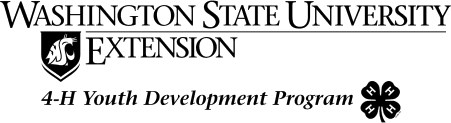 WASHINGTON STATE UNIVERSITY
EXTENSION
4-H Youth Development Program
H H H H